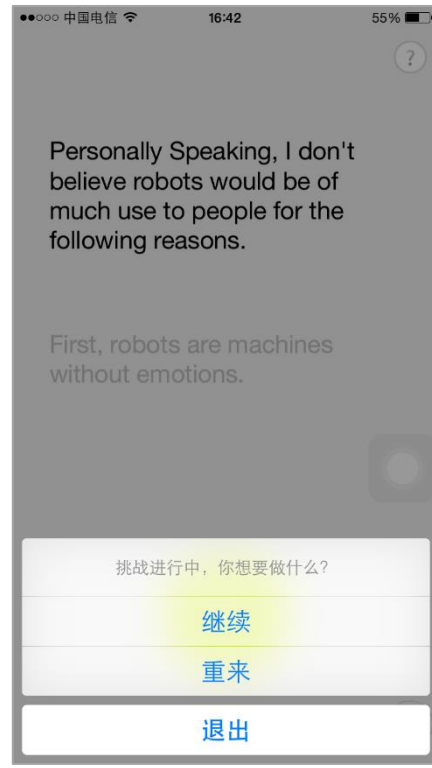 中国电信 16:42 55%
?
Personally Speaking, I don't
believe robots would be of
much use to people for the
following reasons.
First, robots are machines
without emotions.
挑战进行中，你想要做什么?
继续
重来
退出